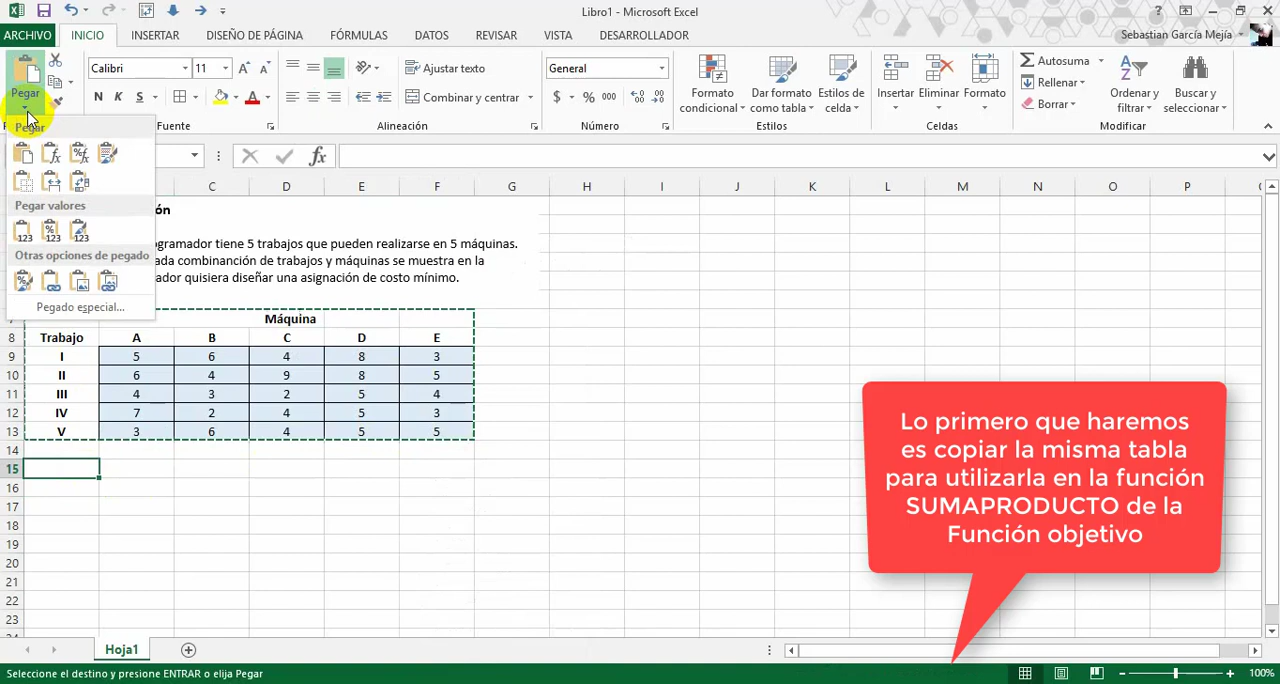 Libro1 - Microsoft Excel
ARCHIVO INICIO INSERTAR DISEÑO DE PÁGINA FÓRMULAS DATOS REVISAR VISTA DESARROLLADOR Sebastian García Mejía
Pegar
Calibri 11
N K S
Fuente
Ajustar texto
Combinar y centrar
Alineación
General
$ % 000
Número
Formato condicional
Dar formato como tabla
Estilos de celda
Estilos
Insertar Eliminar Formato
Celdas
Autosuma
Rellenar
Borrar
Ordenar y filtrar
Buscar y seleccionar
Modificar
Pegar
Pegar valores
Otras opciones de pegado
Pegado especial...
C D E F G H I J K L M N O P
ón
ogramador tiene 5 trabajos que pueden realizarse en 5 máquinas.
ada combinanción de trabajos y máquinas se muestra en la
ador quisiera diseñar una asignación de costo mínimo.
7 Máquina
8 Trabajo A B C D E
9 I 5 6 4 8 3
10 II 6 4 9 8 5
11 III 4 3 2 5 4
12 IV 7 2 4 5 3
13 V 3 6 4 5 5
14
15
16
17
18
19
20
21
22
23
Lo primero que haremos
es copiar la misma tabla
para utilizarla en la función
SUMAPRODUCTO de la
Función objetivo
Hoja1
Seleccione el destino y presione ENTRAR o elija Pegar
100%